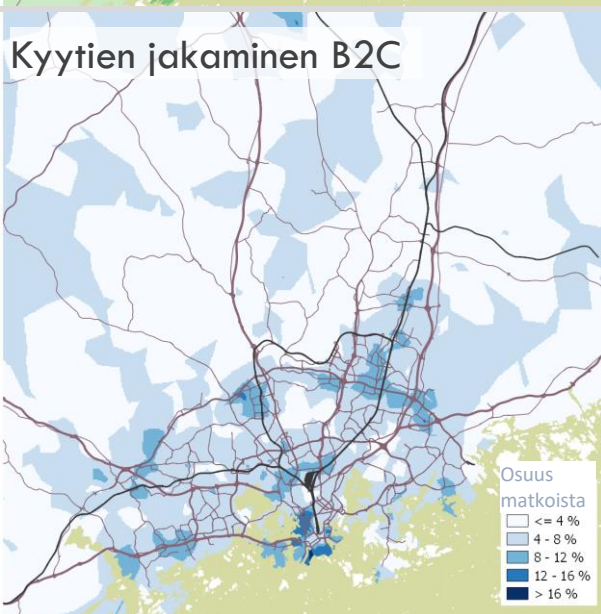 Kyytien jakaminen B2C
Osuus
matkoista
<= 4 %
4 - 8 %
8 - 12 %
12 - 16 %
> 16 %